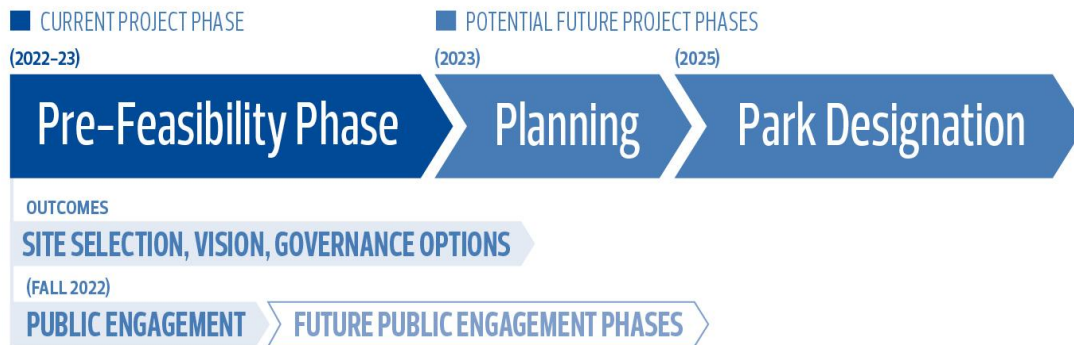 CURRENT PROJECT PHASE
POTENTIAL FUTURE PROJECT PHASES
(2022-23)
(2023)
(2025)
Pre-Feasibility Phase
Planning
Park Designation
OUTCOMES
SITE SELECTION, VISION, GOVERNANCE OPTIONS
(FALL 2022)
PUBLIC ENGAGEMENT
FUTURE PUBLIC ENGAGEMENT PHASES